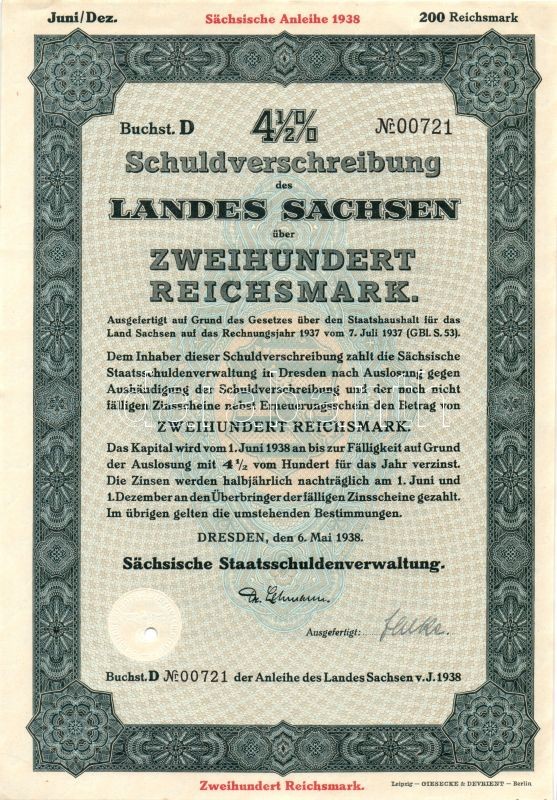 Juni/Dez. Sächsische Anleihe 1938 200 Reichsmark
Buchst. D 4½% № 00721
Schuldverschreibung
des
LANDES SACHSEN
über
ZWEIHUNDERT
REICHSMARK.
Ausgefertigt auf Grund des Gesetzes über den Staatshaushalt für das
Land Sachsen auf das Rechnungsjahr 1937 vom 7. Juli 1937 (GBl. S. 53).
Dem Inhaber dieser Schuldverschreibung zahlt die Sächsische
Staatsschuldenverwaltung in Dresden nach Auslosung gegen
Aushändigung der Schuldverschreibung und der noch nicht
fälligen Zinsscheine nebst Erneuerungsschein den Betrag von
ZWEIHUNDERT REICHSMARK.
Das Kapital wird vom 1. Juni 1938 an bis zur Fälligkeit auf Grund
der Auslosung mit 4½ vom Hundert für das Jahr verzinst.
Die Zinsen werden halbjährlich nachträglich am 1. Juni und
1. Dezember an den Überbringer der fälligen Zinsscheine gezahlt.
Im übrigen gelten die umstehenden Bestimmungen.
DRESDEN, den 6. Mai 1938.
Sächsische Staatsschuldenverwaltung.
Dr. Lehmann.
Ausgefertigt:
Buchst. D № 00721 der Anleihe des Landes Sachsen v. J. 1938
Zweihundert Reichsmark. Leipzig — GIESECKE & DEVRIENT — Berlin